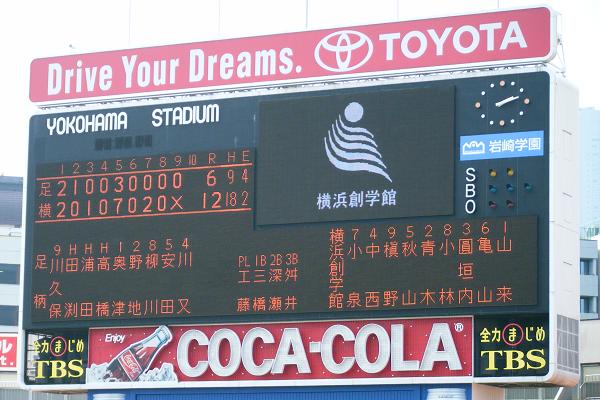 Drive Your Dreams. TOYOTA
YOKOHAMA STADIUM
1 2 3 4 5 6 7 8 9 10 R H E
足 2 1 0 0 3 0 0 0 0 6 9 4
横 2 0 1 0 7 0 2 0 X 12 18 2
横浜創学館
岩崎学園
S
B
O
9 H H H 1 2 8 5 4
足 川田浦高奥野柳安川
久
柄 保渕田橋津地川田又
PL 1B 2B 3B
工三深舛
藤橋瀬井
横浜創学館
7 4 9 5 2 8 3 6 1
小中槇秋青小圓亀山
垣
泉西野山木林内山来
全力まじめ
TBS
Enjoy
Coca-Cola
COCA-COLA®
全力まじめ
TBS